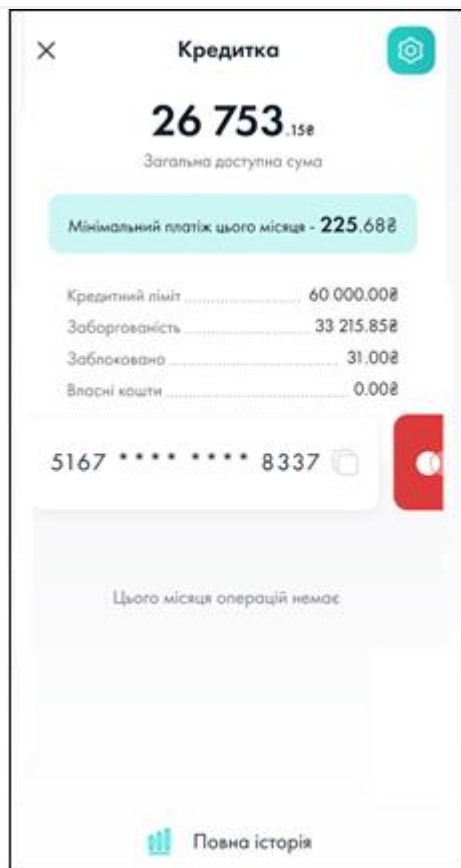 Кредитка
26 753.15₴
Загальна доступна сума
Мінімальний платіж цього місяця - 225.68₴
Кредитний ліміт 60 000.00₴
Заборгованість 33 215.85₴
Заблоковано 31.00₴
Власні кошти 0.00₴
5167 **** **** 8337
Цього місяця операцій немає
Повна історія